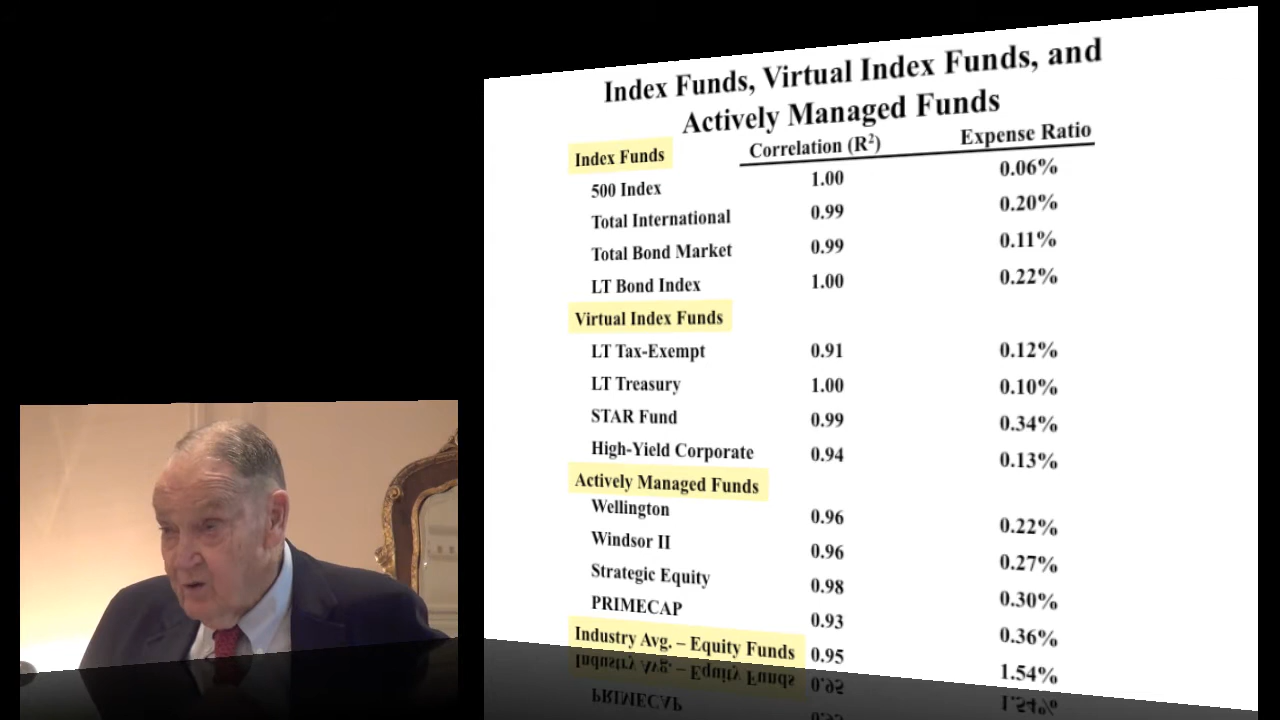 Index Funds, Virtual Index Funds, and
Actively Managed Funds
Correlation (R²) Expense Ratio
Index Funds
500 Index 1.00 0.06%
Total International 0.99 0.20%
Total Bond Market 0.99 0.11%
LT Bond Index 1.00 0.22%
Virtual Index Funds
LT Tax-Exempt 0.91 0.12%
LT Treasury 1.00 0.10%
STAR Fund 0.99 0.34%
High-Yield Corporate 0.94 0.13%
Actively Managed Funds
Wellington 0.96 0.22%
Windsor II 0.96 0.27%
Strategic Equity 0.98 0.30%
PRIMECAP 0.93 0.36%
Industry Avg. – Equity Funds 0.95 1.54%